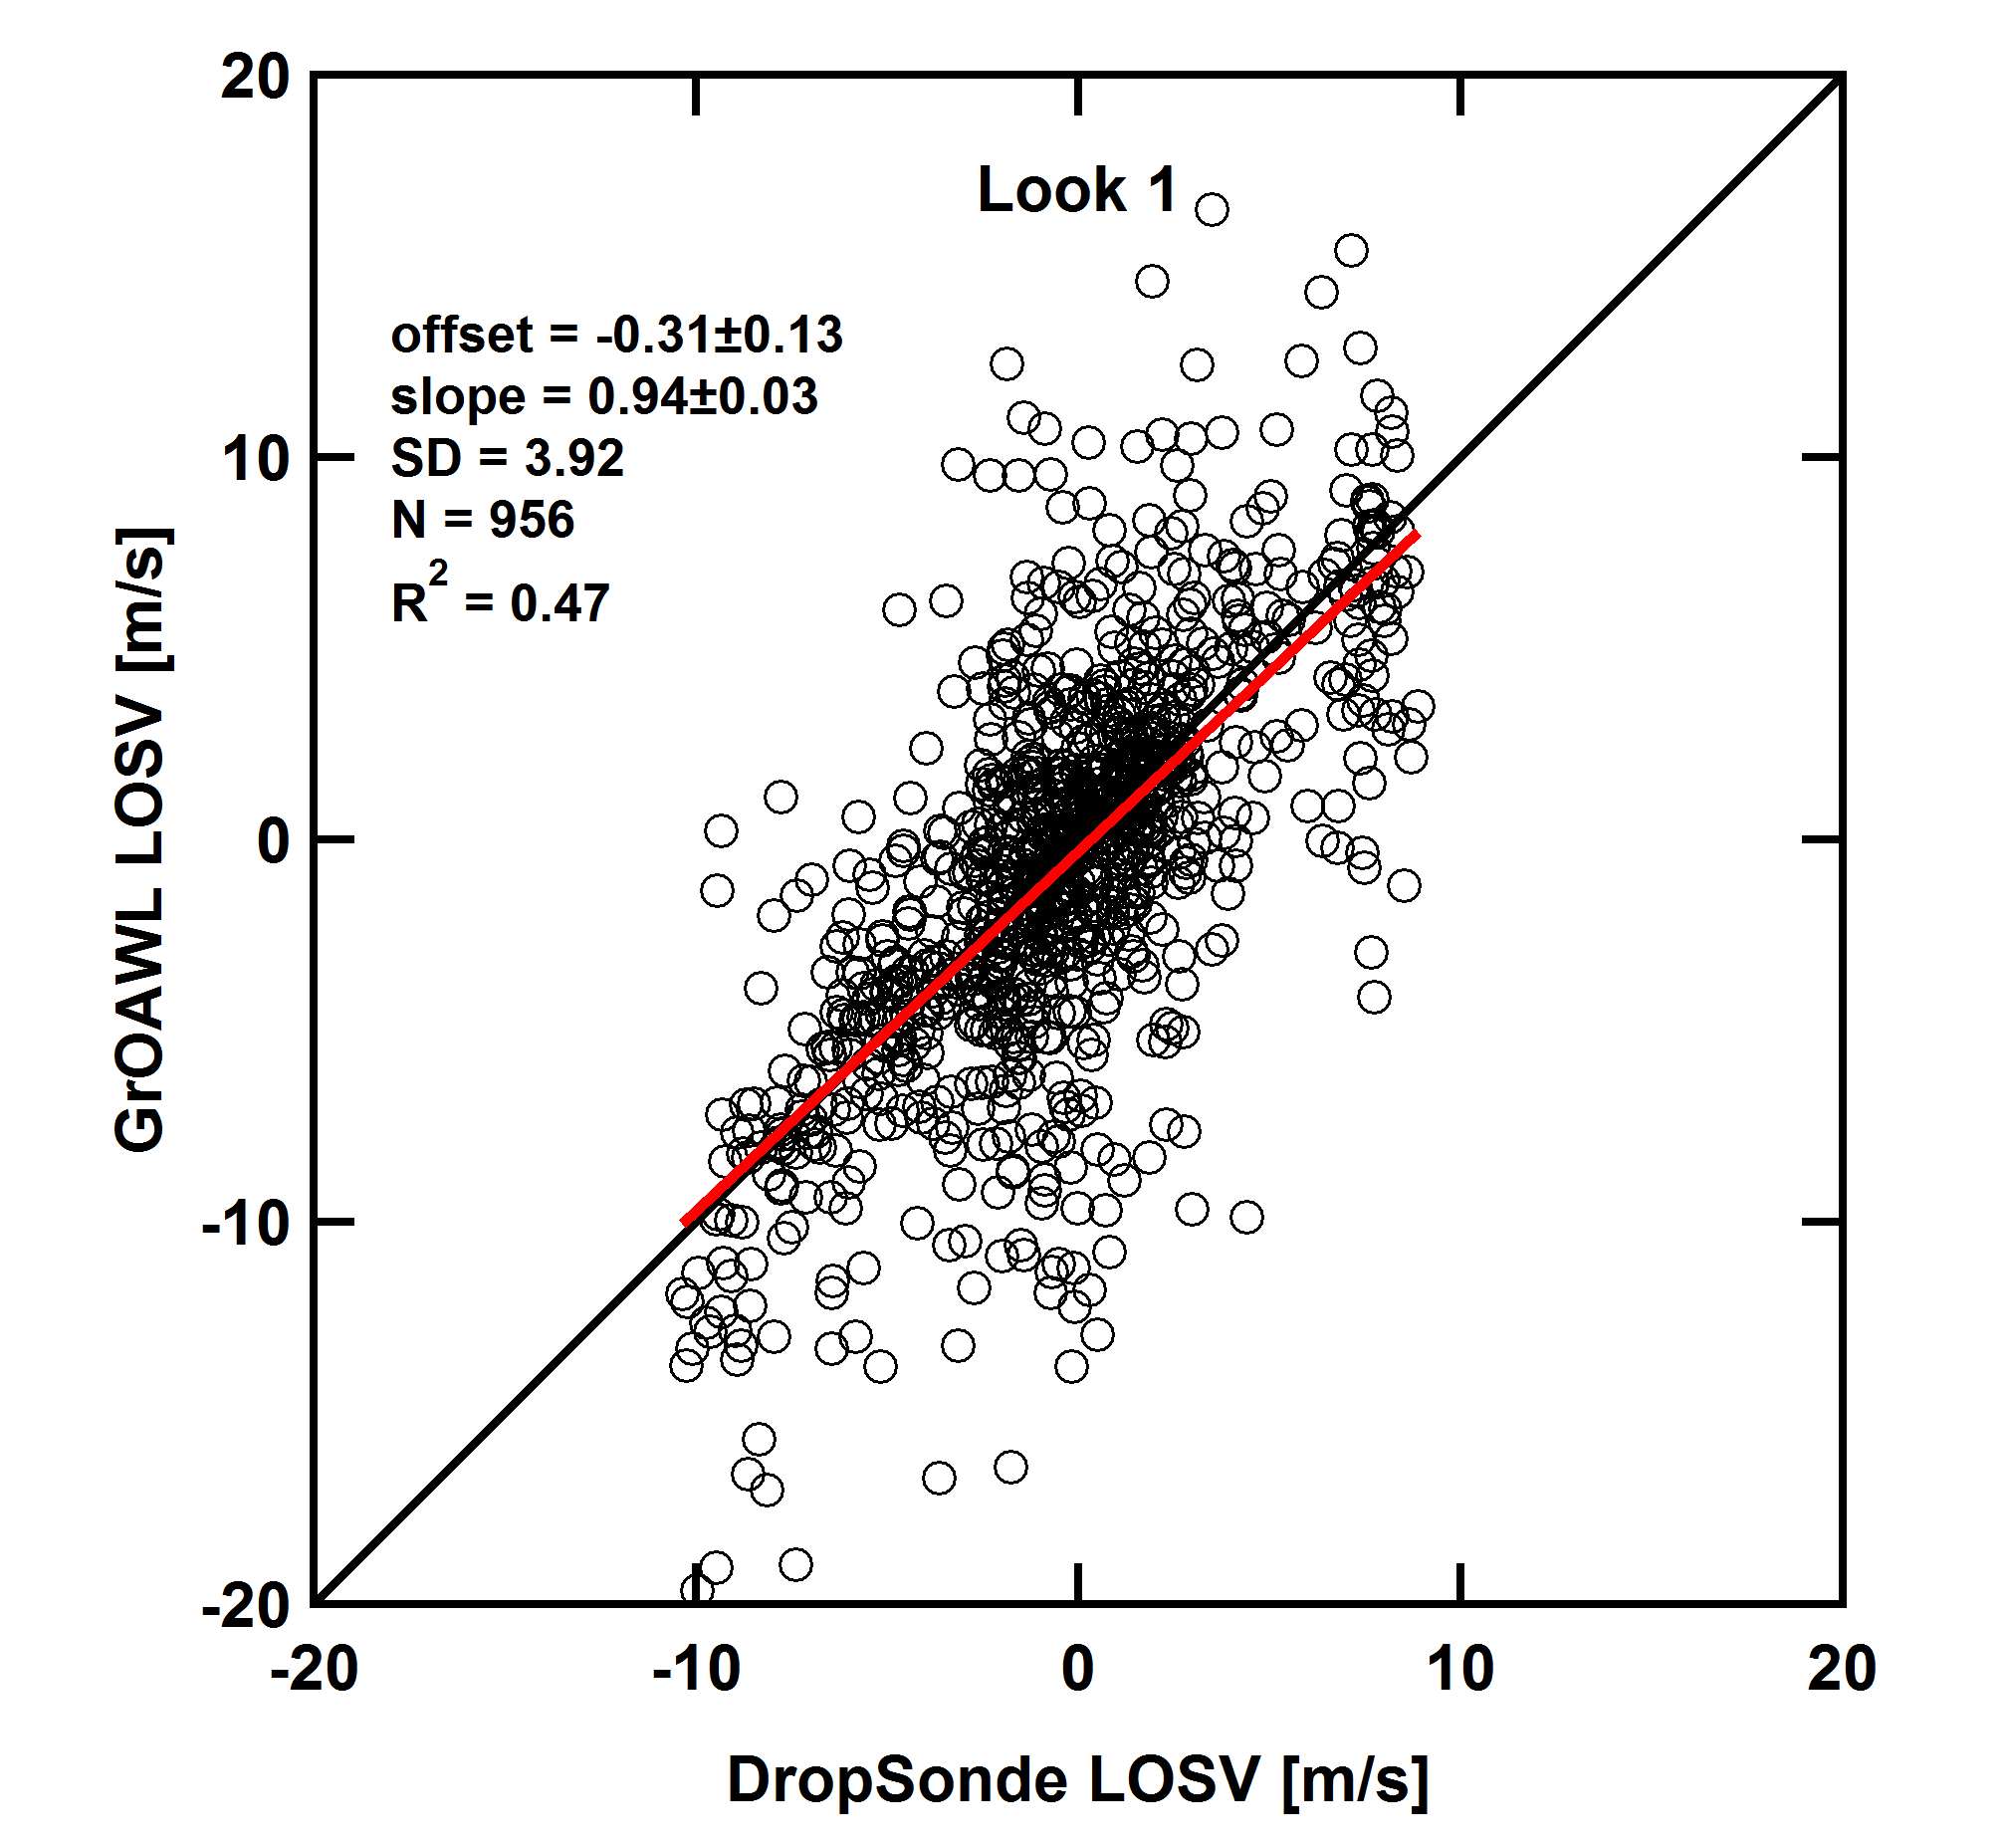 20
Look 1
offset = -0.31±0.13
slope = 0.94±0.03
SD = 3.92
N = 956
R² = 0.47
10
0
-10
-20
GrOAWL LOSV [m/s]
-20 -10 0 10 20
DropSonde LOSV [m/s]